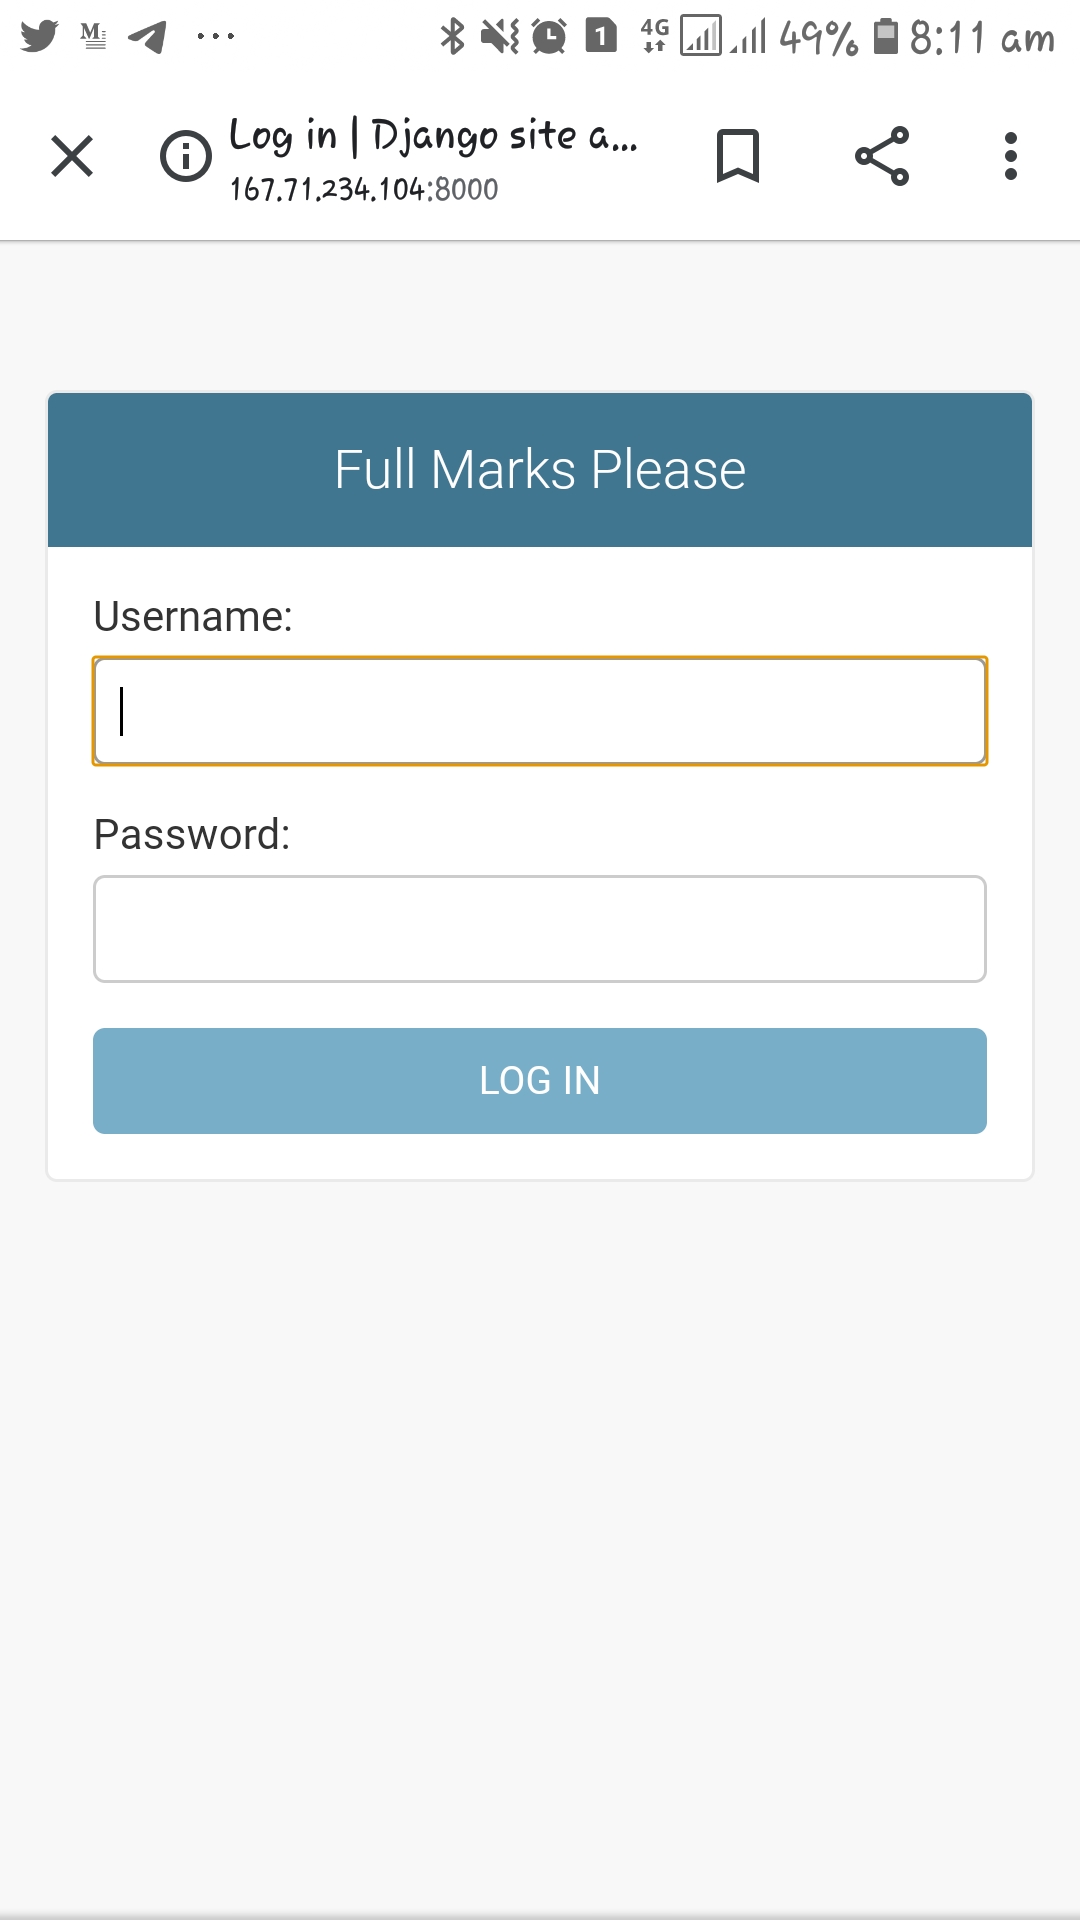 M
1 4G 49% 8:11 am
Log in | Django site a...
167.71.234.104:8000
Full Marks Please
Username:
Password:
LOG IN